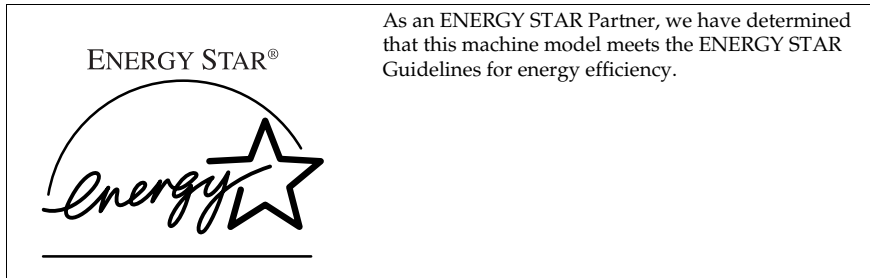 ENERGY STAR®
energy
As an ENERGY STAR Partner, we have determined
that this machine model meets the ENERGY STAR
Guidelines for energy efficiency.